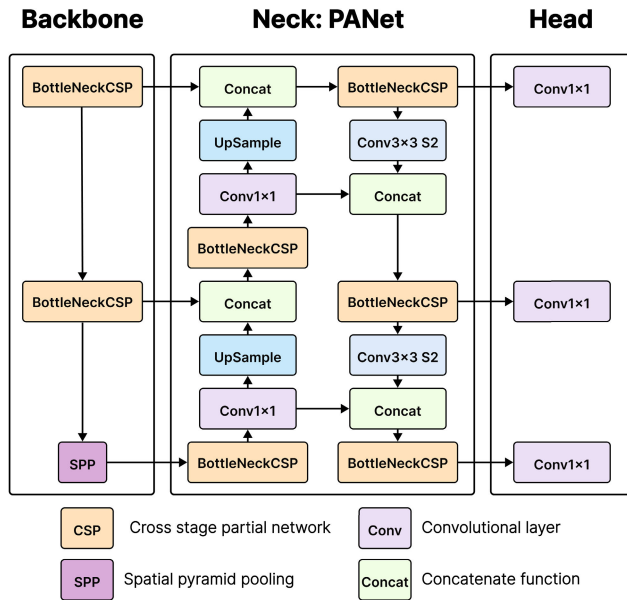 Backbone
Neck: PANet
Head
BottleNeckCSP
Concat
BottleNeckCSP
Conv1×1
UpSample
Conv3×3 S2
Conv1×1
Concat
BottleNeckCSP
BottleNeckCSP
Concat
BottleNeckCSP
Conv1×1
UpSample
Conv3×3 S2
Conv1×1
Concat
SPP
BottleNeckCSP
BottleNeckCSP
Conv1×1
CSP
Cross stage partial network
Conv
Convolutional layer
SPP
Spatial pyramid pooling
Concat
Concatenate function